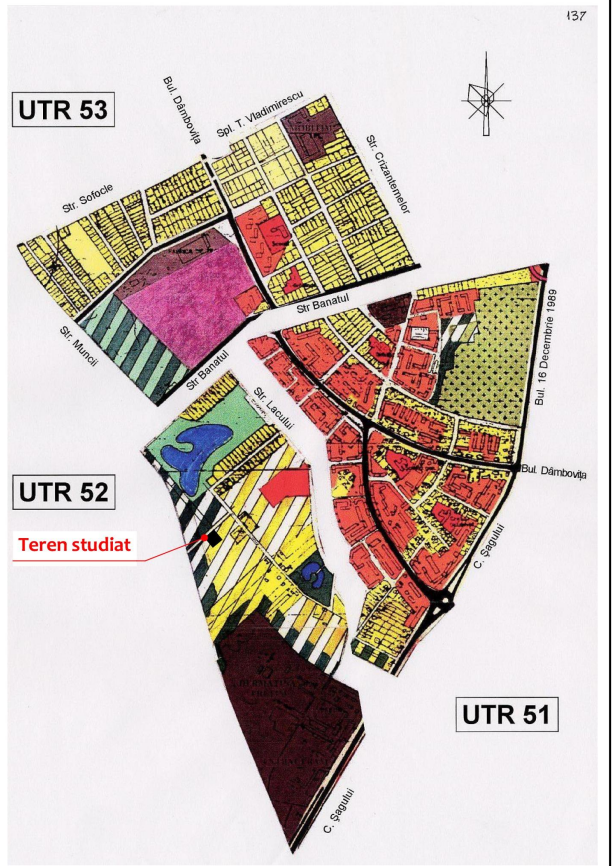 137
UTR 53
Bul. Dâmbovița
Spl. T. Vladimirescu
Str. Crizantemelor
Str. Sofocle
Str. Muncii
Str Banatul
Str Banatul
Bul. 16 Decembrie 1989
Str. Lacului
Bul. Dâmbovița
UTR 52
Teren studiat
C. Șagului
UTR 51
C. Șagului